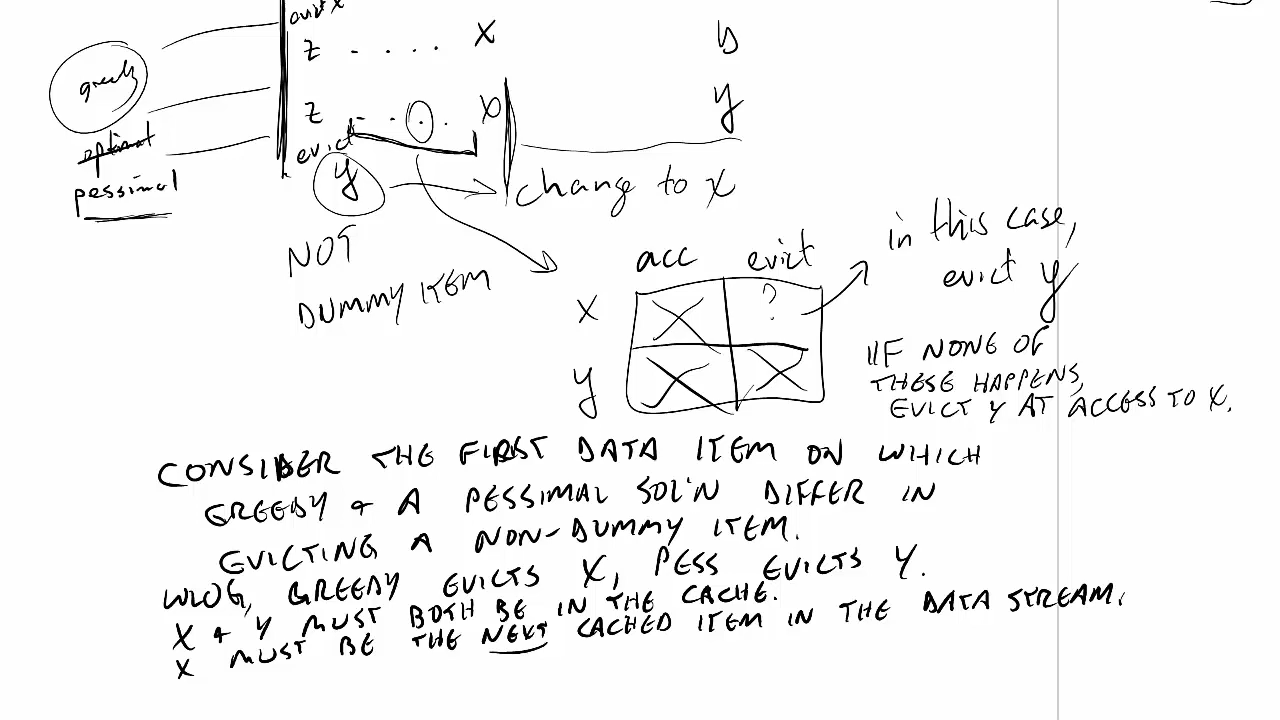 evict x
greedy
z . . . . x b
z . . . . x y
optimal
evict
pessimal
y
change to x
NOT
DUMMY ITEM
acc evict
in this case,
evict y
x ?
y
IF NONE OF
THESE HAPPENS,
EVICT Y AT ACCESS TO X.
CONSIDER THE FIRST DATA ITEM ON WHICH
GREEDY & A PESSIMAL SOL'N DIFFER IN
EVICTING A NON-DUMMY ITEM.
WLOG, GREEDY EVICTS X, PESS EVICTS Y.
X & Y MUST BOTH BE IN THE CACHE.
X MUST BE THE NEXT CACHED ITEM IN THE DATA STREAM.